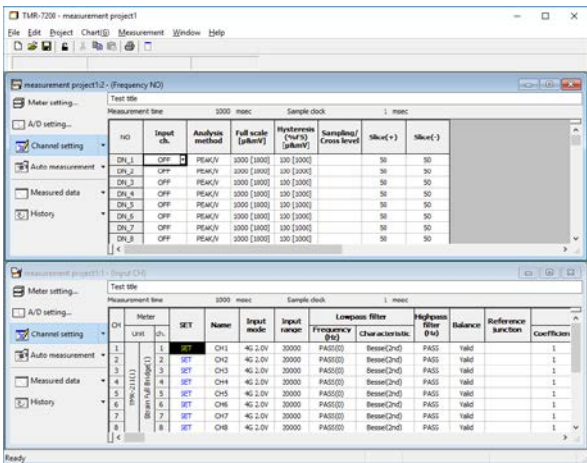 TMR-7200 - measurement project1
File Edit Project Chart(G) Measurement Window Help
measurement project1:2 - (Frequency NO)
Meter setting...
A/D setting...
Channel setting
Auto measurement
Measured data
History
Test title
Measurement time 1000 msec Sample clock 1 msec
NO Input ch. Analysis method Full scale [μ&mV] Hysteresis (%FS) [μ&mV] Sampling/ Cross level Slice(+) Slice(-)
DN_1 OFF PEAK/V 1000 [1000] 100 [1000] 50 50
DN_2 OFF PEAK/V 1000 [1000] 100 [1000] 50 50
DN_3 OFF PEAK/V 1000 [1000] 100 [1000] 50 50
DN_4 OFF PEAK/V 1000 [1000] 100 [1000] 50 50
DN_5 OFF PEAK/V 1000 [1000] 100 [1000] 50 50
DN_6 OFF PEAK/V 1000 [1000] 100 [1000] 50 50
DN_7 OFF PEAK/V 1000 [1000] 100 [1000] 50 50
DN_8 OFF PEAK/V 1000 [1000] 100 [1000] 50 50
measurement project1:1 - (Input CH)
Meter setting...
A/D setting...
Channel setting
Auto measurement
Measured data
History
Test title
Measurement time 1000 msec Sample clock 1 msec
CH Meter Unit ch. SET Name Input mode Input range Lowpass filter Frequency (Hz) Characteristic Highpass filter (Hz) Balance Reference junction Coefficien
TMR-211(1)
Strain Full Bridge(1)
1 1 SET CH1 4G 2.0V 20000 PASS(0) Bessel(2nd) PASS Valid 1
2 2 SET CH2 4G 2.0V 20000 PASS(0) Bessel(2nd) PASS Valid 1
3 3 SET CH3 4G 2.0V 20000 PASS(0) Bessel(2nd) PASS Valid 1
4 4 SET CH4 4G 2.0V 20000 PASS(0) Bessel(2nd) PASS Valid 1
5 5 SET CH5 4G 2.0V 20000 PASS(0) Bessel(2nd) PASS Valid 1
6 6 SET CH6 4G 2.0V 20000 PASS(0) Bessel(2nd) PASS Valid 1
7 7 SET CH7 4G 2.0V 20000 PASS(0) Bessel(2nd) PASS Valid 1
8 8 SET CH8 4G 2.0V 20000 PASS(0) Bessel(2nd) PASS Valid 1
Ready